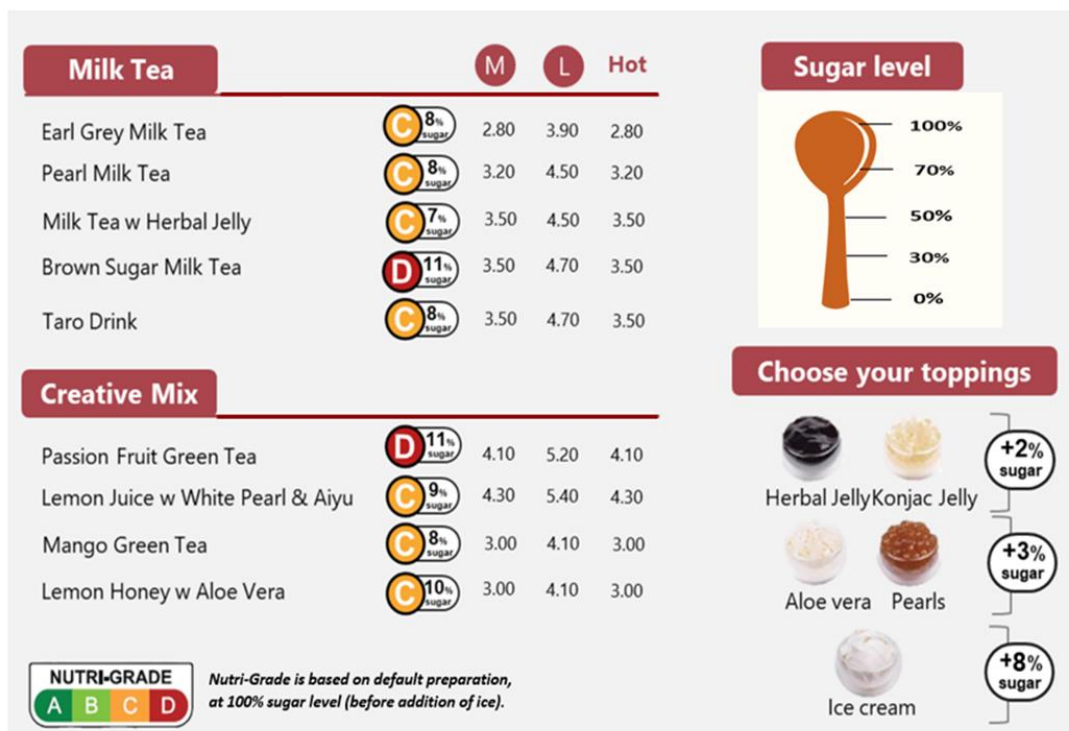 Milk Tea M L Hot
Earl Grey Milk Tea C 8% sugar 2.80 3.90 2.80
Pearl Milk Tea C 8% sugar 3.20 4.50 3.20
Milk Tea w Herbal Jelly C 7% sugar 3.50 4.50 3.50
Brown Sugar Milk Tea D 11% sugar 3.50 4.70 3.50
Taro Drink C 8% sugar 3.50 4.70 3.50
Creative Mix
Passion Fruit Green Tea D 11% sugar 4.10 5.20 4.10
Lemon Juice w White Pearl & Aiyu C 9% sugar 4.30 5.40 4.30
Mango Green Tea C 8% sugar 3.00 4.10 3.00
Lemon Honey w Aloe Vera C 10% sugar 3.00 4.10 3.00
NUTRI-GRADE
A B C D
Nutri-Grade is based on default preparation,
at 100% sugar level (before addition of ice).
Sugar level
100%
70%
50%
30%
0%
Choose your toppings
+2%
sugar
Herbal Jelly Konjac Jelly
+3%
sugar
Aloe vera Pearls
+8%
sugar
Ice cream